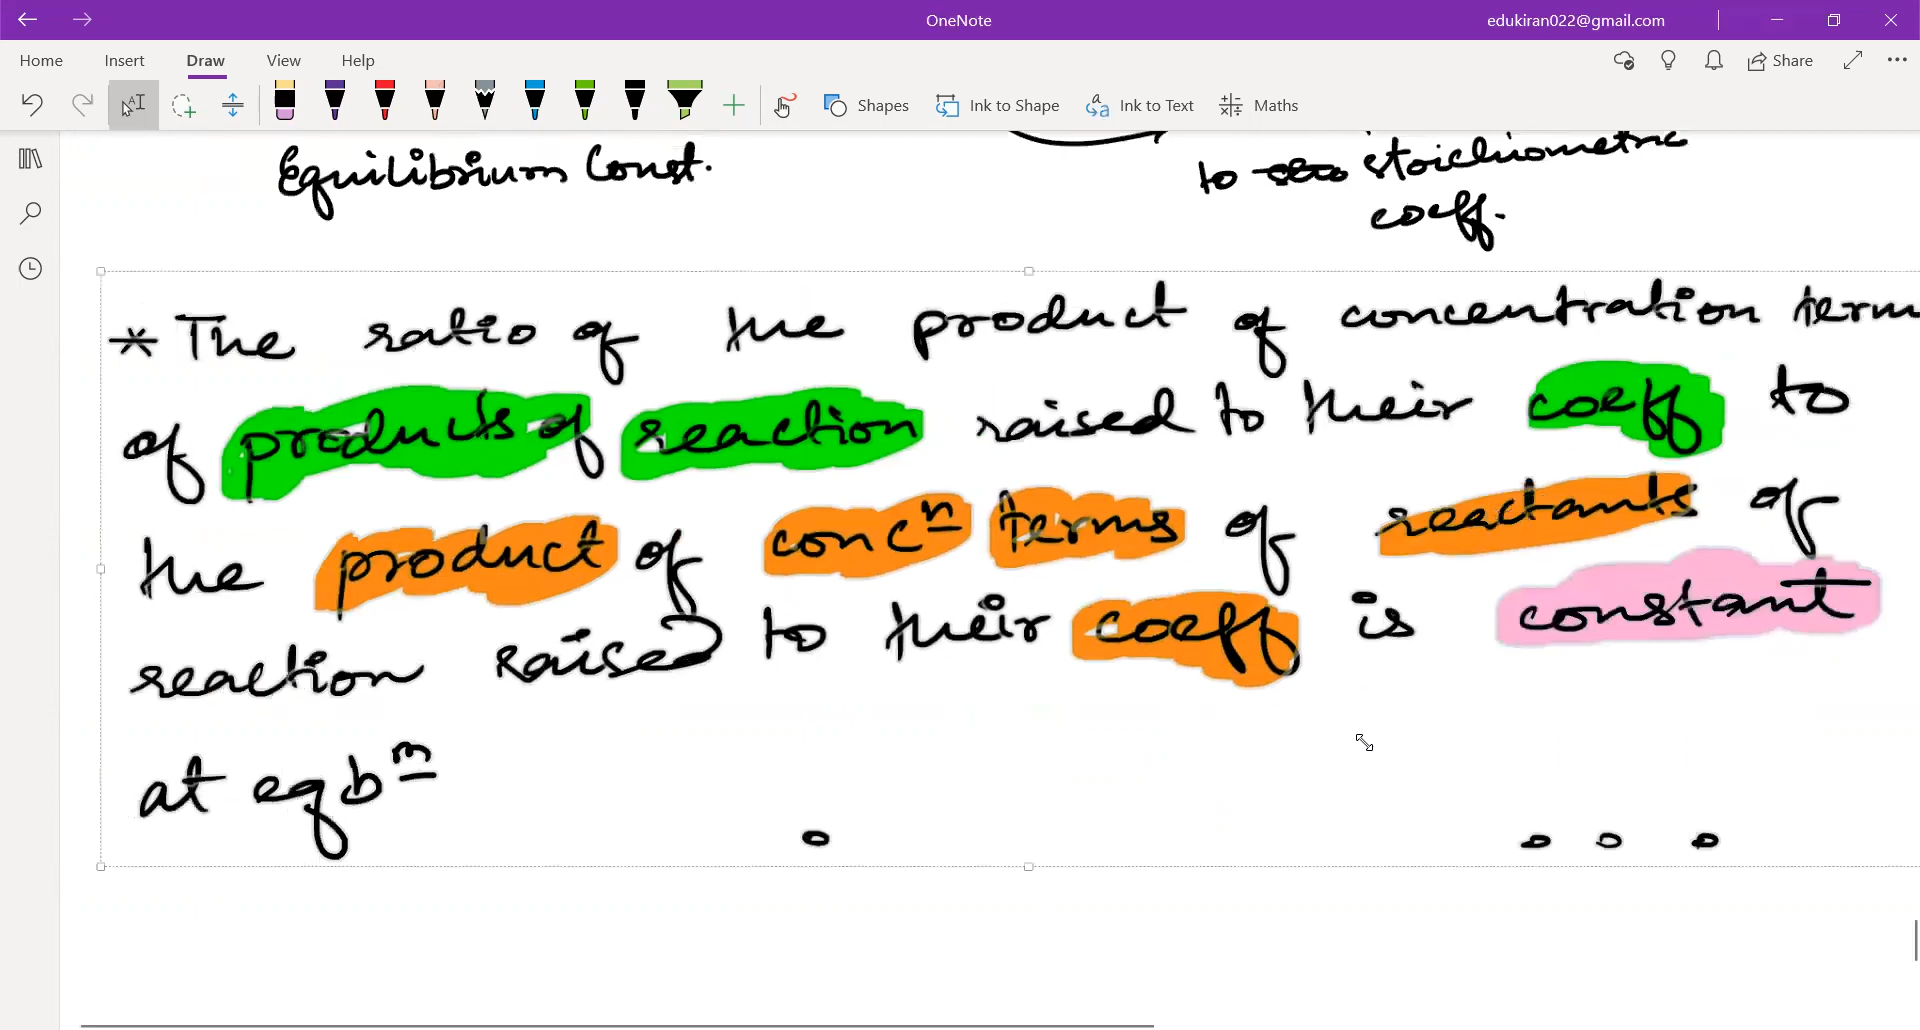 OneNote
edukiran022@gmail.com
Home Insert Draw View Help Share
Shapes Ink to Shape Ink to Text Maths
Equilibrium Const.
to stoichiometric
coeff.
* The ratio of the product of concentration term
of products of reaction raised to their coeff to
the product of concn terms of reactants of
reaction raised to their coeff is constant
at eqbm